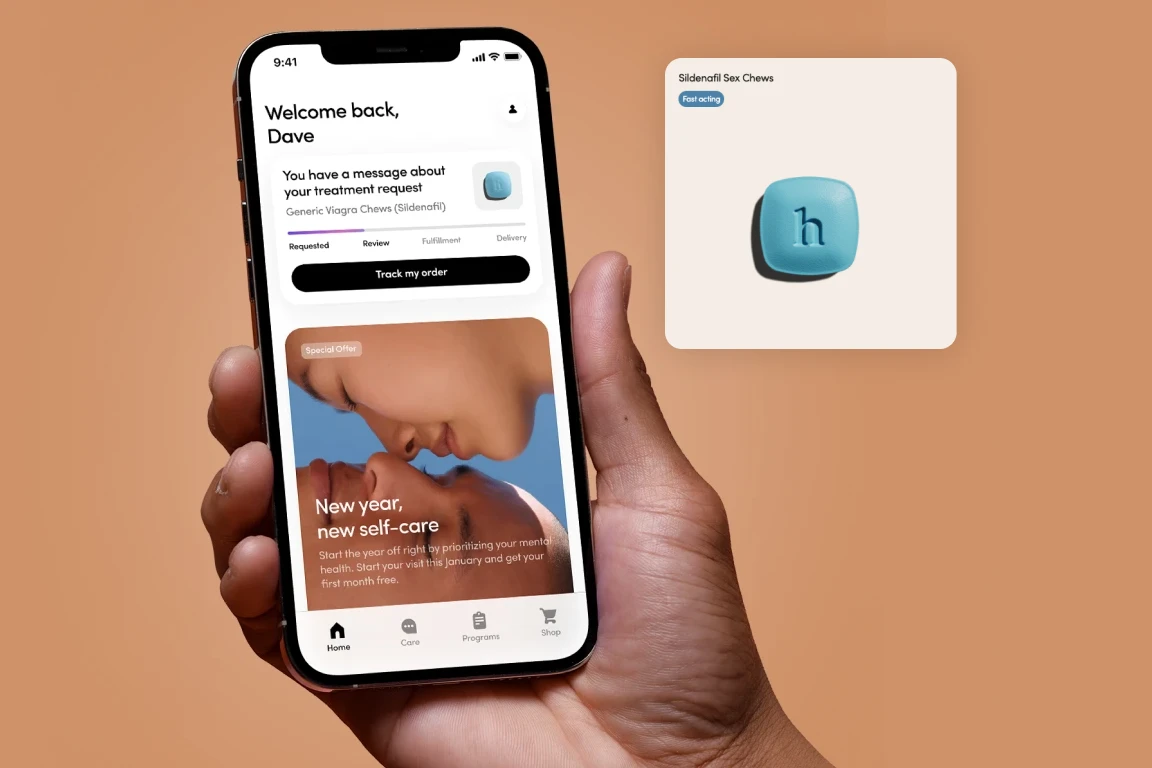 9:41
Welcome back,
Dave
You have a message about
your treatment request
Generic Viagra Chews (Sildenafil)
Requested
Review
Fulfillment
Delivery
Track my order
Special Offer
New year,
new self-care
Start the year off right by prioritizing your mental
health. Start your visit this January and get your
first month free.
Home
Care
Programs
Shop
Sildenafil Sex Chews
Fast acting
h